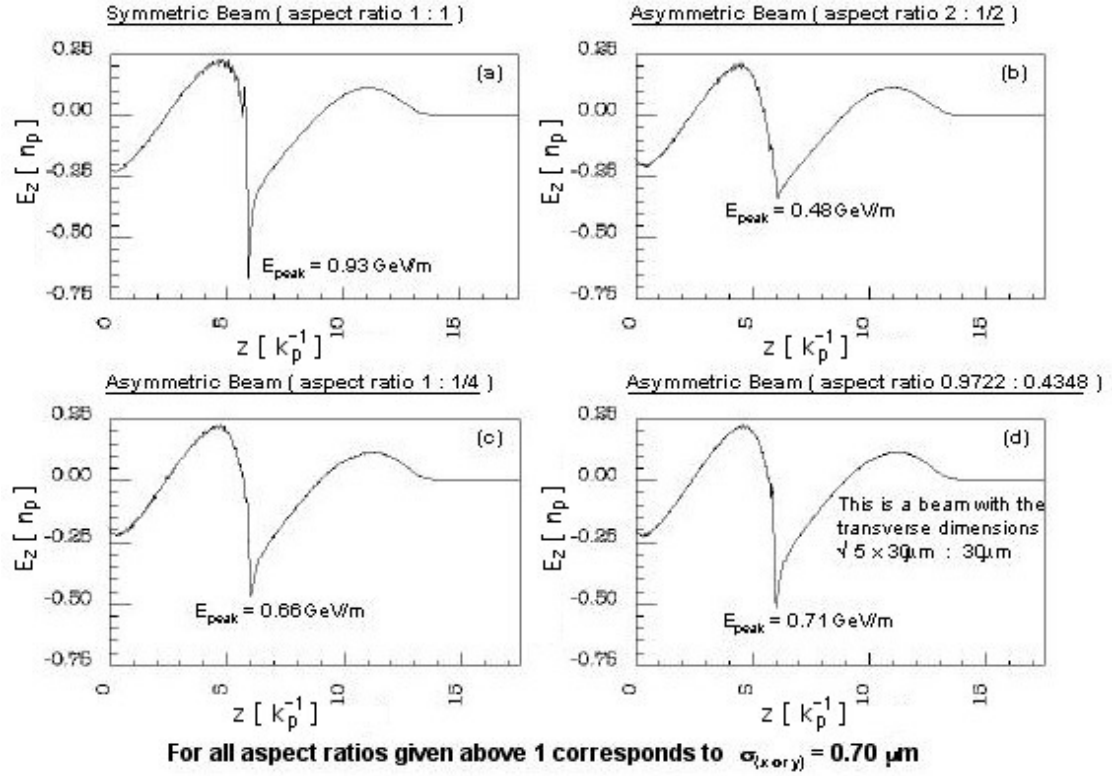 Symmetric Beam ( aspect ratio 1 : 1 )
Asymmetric Beam ( aspect ratio 2 : 1/2 )
0.25
0.00
-0.25
-0.50
-0.75
E_z [ n_p ]
(a)
E_peak = 0.93 GeV/m
0
5
10
15
z [ k_p^-1 ]
0.25
0.00
-0.25
-0.50
-0.75
E_z [ n_p ]
(b)
E_peak = 0.48 GeV/m
0
5
10
15
z [ k_p^-1 ]
Asymmetric Beam ( aspect ratio 1 : 1/4 )
Asymmetric Beam ( aspect ratio 0.9722 : 0.4348 )
0.25
0.00
-0.25
-0.50
-0.75
E_z [ n_p ]
(c)
E_peak = 0.66 GeV/m
0
5
10
15
z [ k_p^-1 ]
0.25
0.00
-0.25
-0.50
-0.75
E_z [ n_p ]
(d)
This is a beam with the
transverse dimensions
√5 x 30μm : 30μm
E_peak = 0.71 GeV/m
0
5
10
15
z [ k_p^-1 ]
For all aspect ratios given above 1 corresponds to σ_(x or y) = 0.70 μm